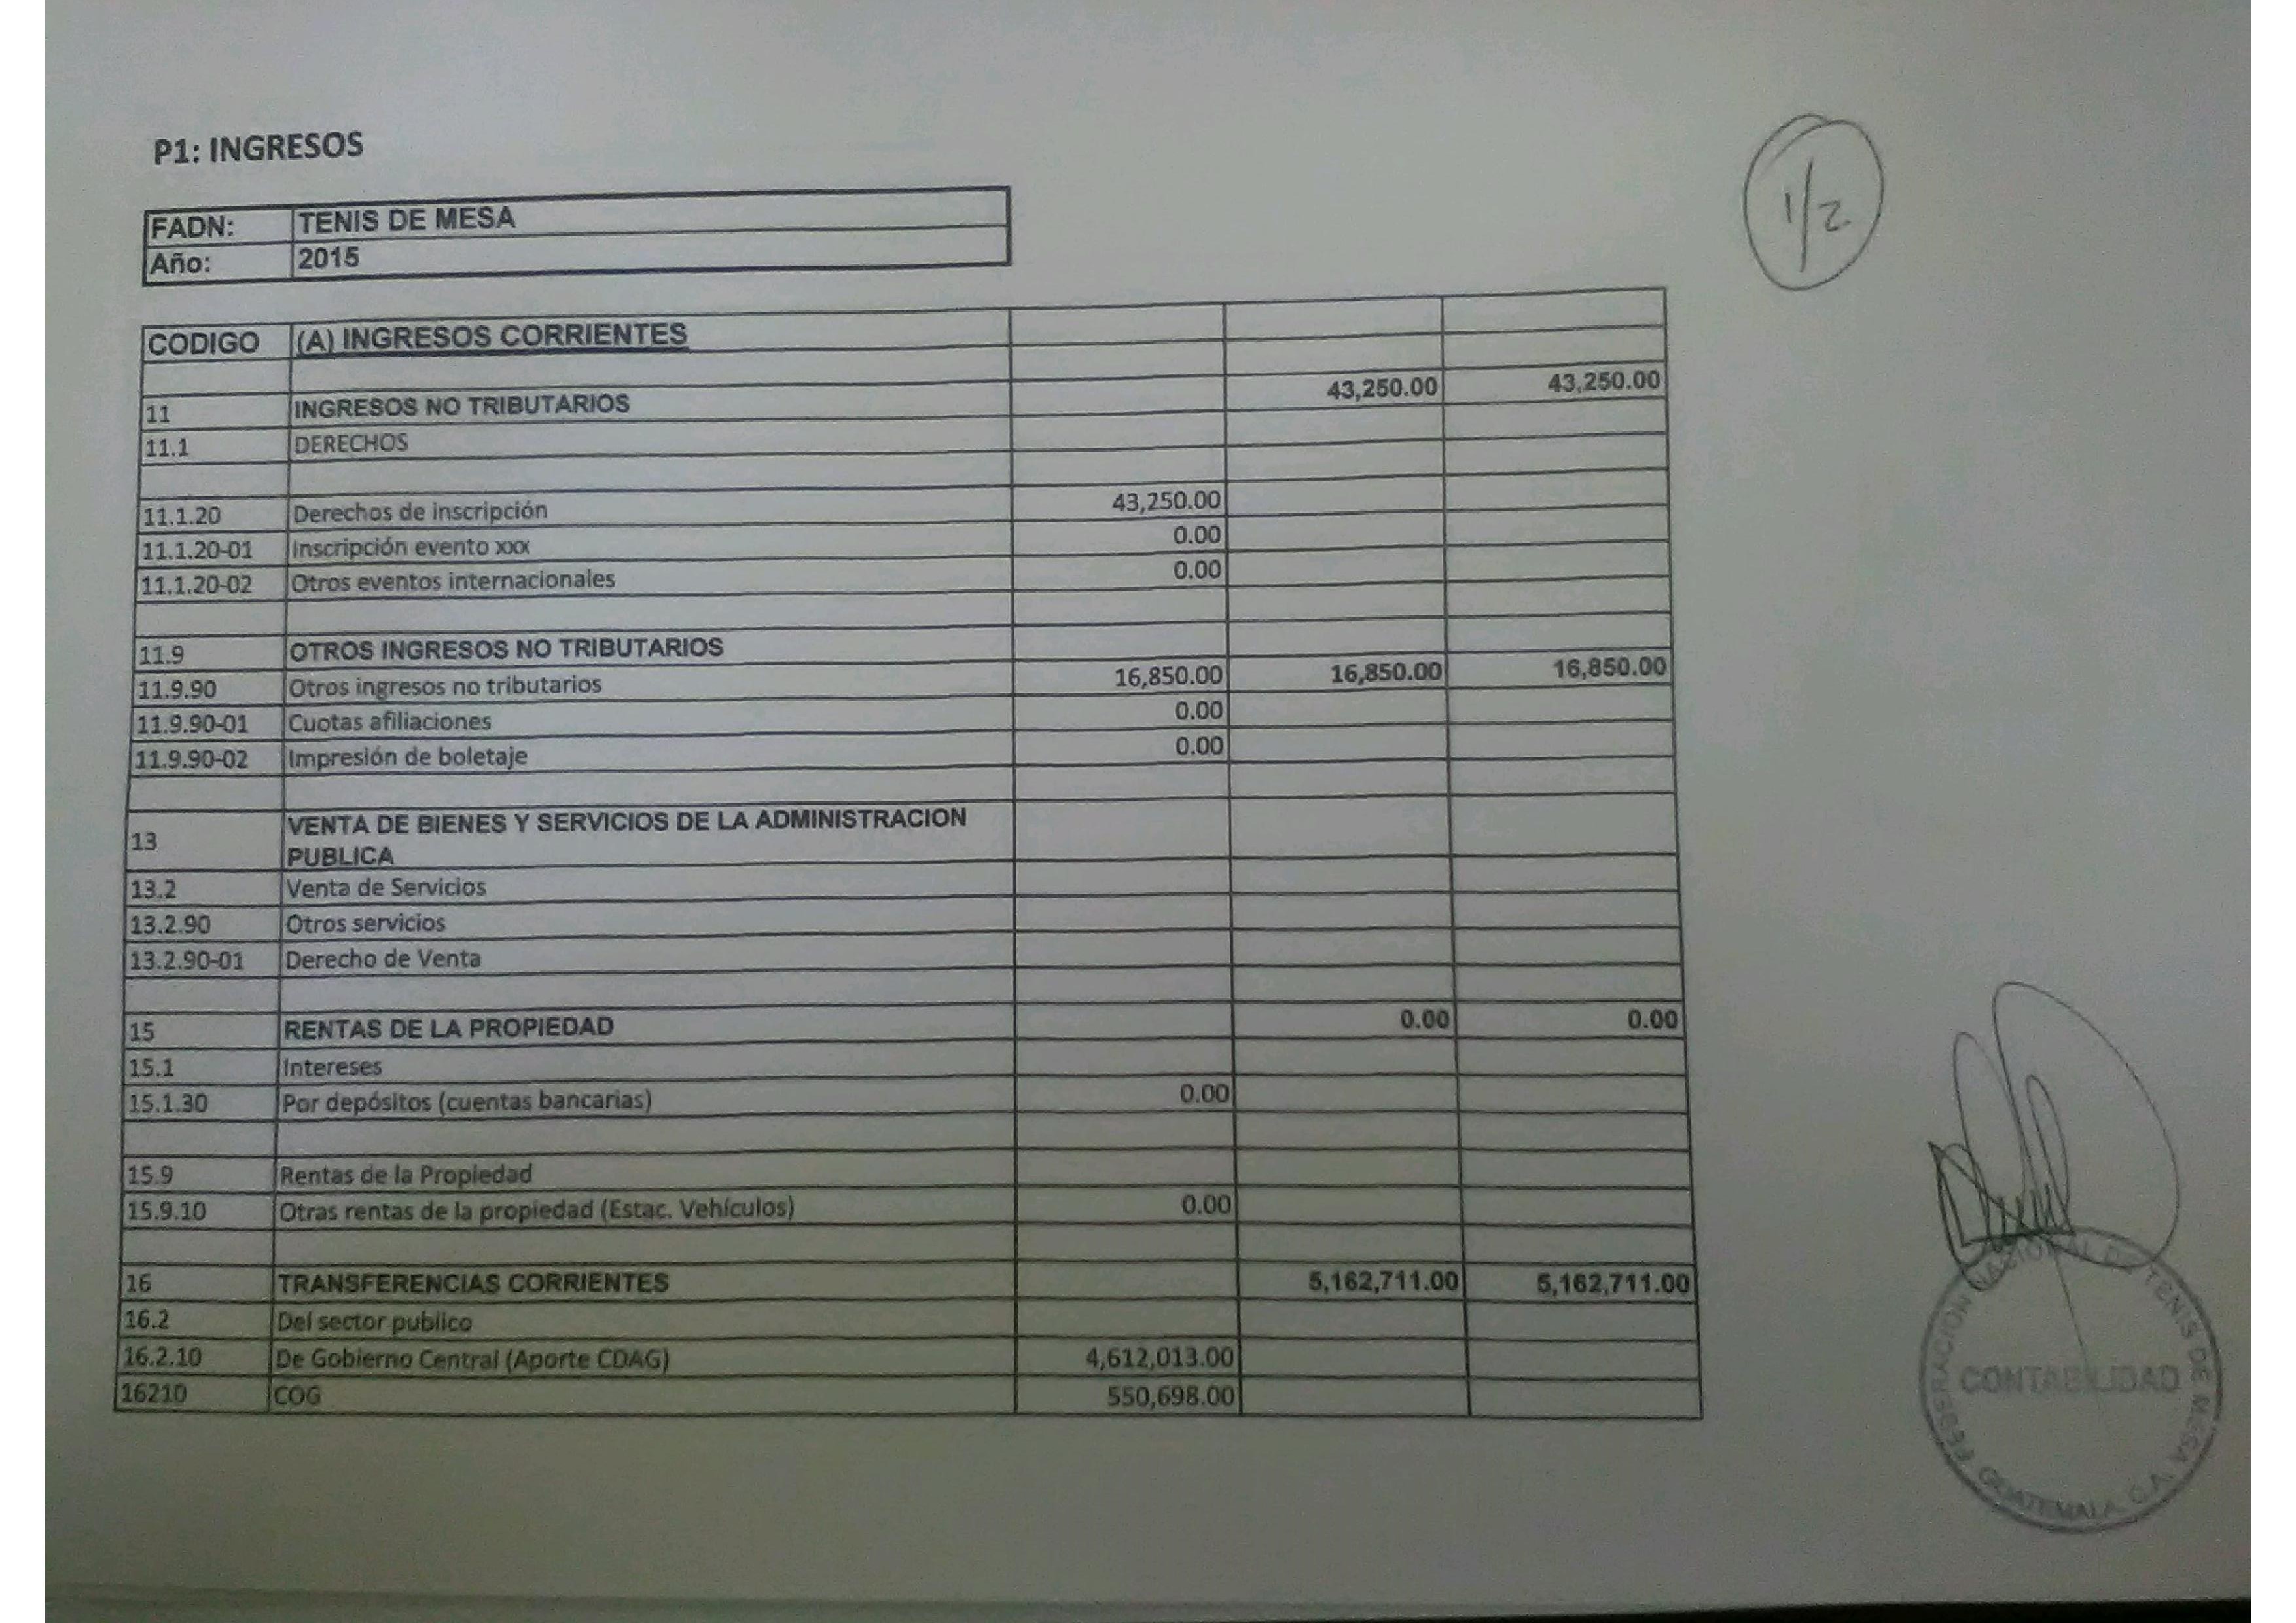 P1: INGRESOS
1/2
FADN: TENIS DE MESA
Año: 2015
CODIGO (A) INGRESOS CORRIENTES
11 INGRESOS NO TRIBUTARIOS 43,250.00 43,250.00
11.1 DERECHOS
11.1.20 Derechos de inscripción 43,250.00
11.1.20-01 Inscripción evento xxx 0.00
11.1.20-02 Otros eventos internacionales 0.00
11.9 OTROS INGRESOS NO TRIBUTARIOS
11.9.90 Otros ingresos no tributarios 16,850.00 16,850.00 16,850.00
11.9.90-01 Cuotas afiliaciones 0.00
11.9.90-02 Impresión de boletaje 0.00
13 VENTA DE BIENES Y SERVICIOS DE LA ADMINISTRACION
PUBLICA
13.2 Venta de Servicios
13.2.90 Otros servicios
13.2.90-01 Derecho de Venta
15 RENTAS DE LA PROPIEDAD 0.00 0.00
15.1 Intereses
15.1.30 Por depósitos (cuentas bancarias) 0.00
15.9 Rentas de la Propiedad
15.9.10 Otras rentas de la propiedad (Estac. Vehículos) 0.00
16 TRANSFERENCIAS CORRIENTES 5,162,711.00 5,162,711.00
16.2 Del sector publico
16.2.10 De Gobierno Central (Aporte CDAG) 4,612,013.00
16210 COG 550,698.00
FEDERACION NACIONAL DE TENIS DE MESA
CONTABILIDAD
GUATEMALA, C.A.